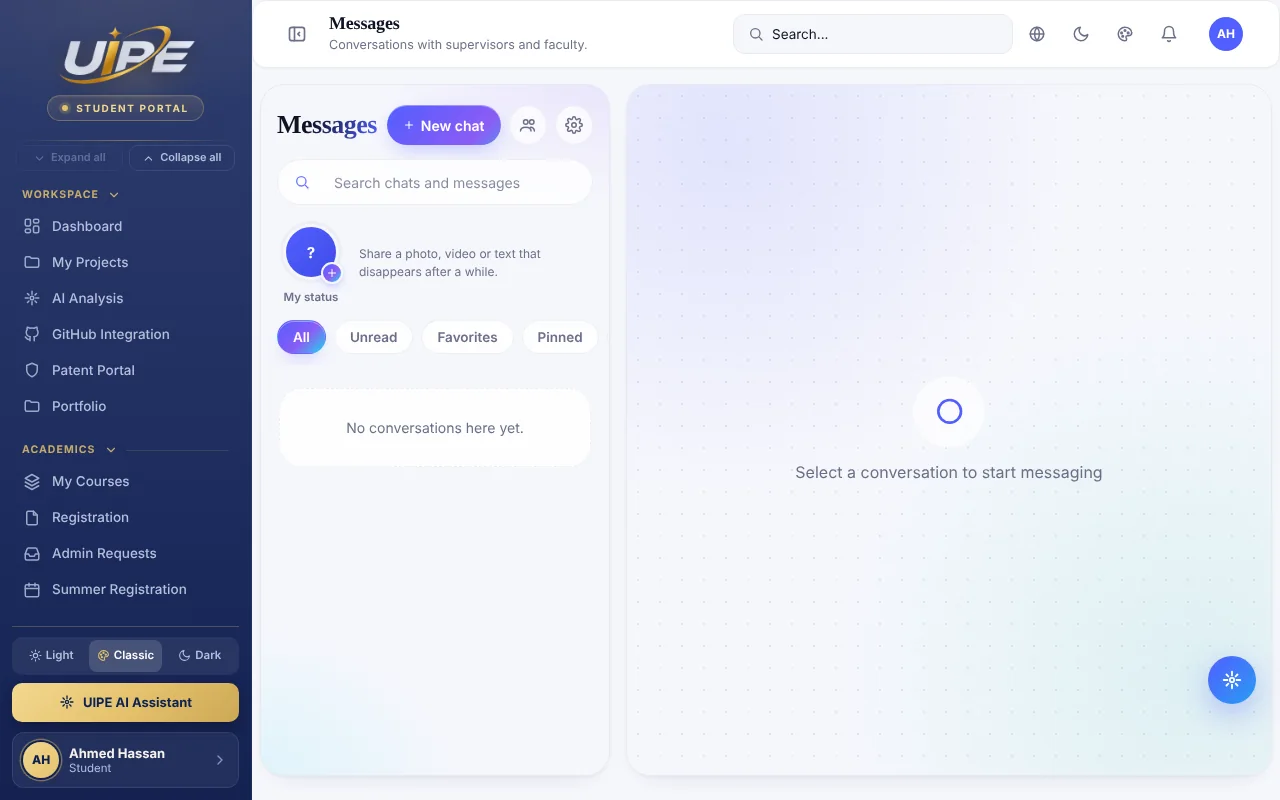 UIPE
STUDENT PORTAL
Expand all
Collapse all
WORKSPACE
Dashboard
My Projects
AI Analysis
GitHub Integration
Patent Portal
Portfolio
ACADEMICS
My Courses
Registration
Admin Requests
Summer Registration
Light
Classic
Dark
UIPE AI Assistant
AH
Ahmed Hassan
Student
Messages
Conversations with supervisors and faculty.
Search...
AH
Messages
+ New chat
Search chats and messages
?
+
My status
Share a photo, video or text that
disappears after a while.
All
Unread
Favorites
Pinned
No conversations here yet.
Select a conversation to start messaging